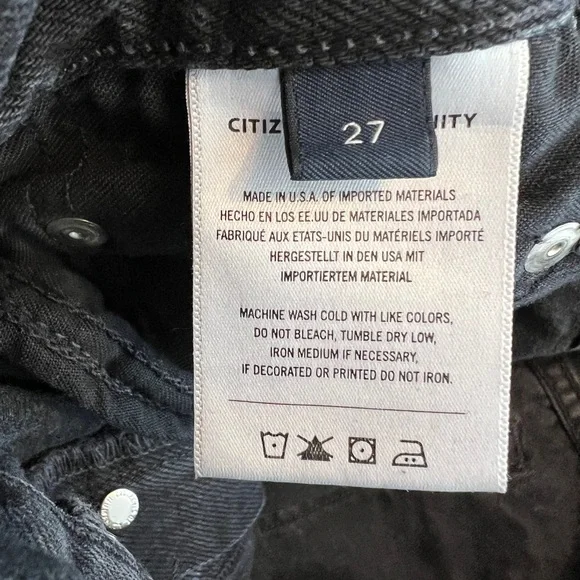 CITIZ
27
NITY
MADE IN U.S.A. OF IMPORTED MATERIALS
HECHO EN LOS EE.UU DE MATERIALES IMPORTADA
FABRIQUÉ AUX ETATS-UNIS DU MATÉRIELS IMPORTÉ
HERGESTELLT IN DEN USA MIT
IMPORTIERTEM MATERIAL
MACHINE WASH COLD WITH LIKE COLORS,
DO NOT BLEACH, TUMBLE DRY LOW,
IRON MEDIUM IF NECESSARY,
IF DECORATED OR PRINTED DO NOT IRON.